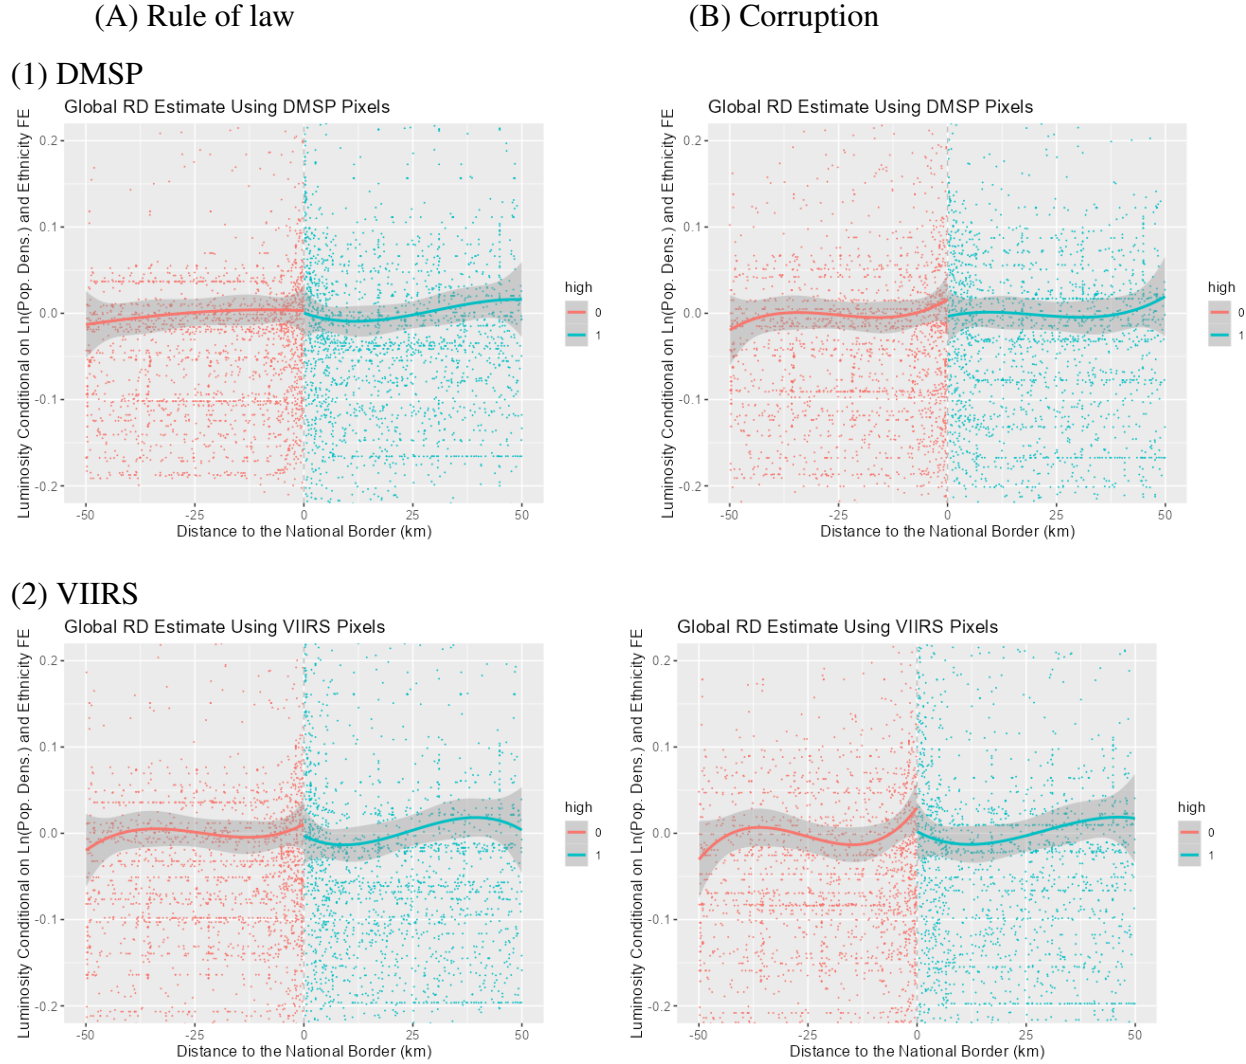 (A) Rule of law
(B) Corruption
(1) DMSP
Global RD Estimate Using DMSP Pixels
Luminosity Conditional on Ln(Pop. Dens.) and Ethnicity FE
0.2
0.1
0.0
-0.1
-0.2
-50
-25
0
25
50
Distance to the National Border (km)
high
0
1
Global RD Estimate Using DMSP Pixels
Luminosity Conditional on Ln(Pop. Dens.) and Ethnicity FE
0.2
0.1
0.0
-0.1
-0.2
-50
-25
0
25
50
Distance to the National Border (km)
high
0
1
(2) VIIRS
Global RD Estimate Using VIIRS Pixels
Luminosity Conditional on Ln(Pop. Dens.) and Ethnicity FE
0.2
0.1
0.0
-0.1
-0.2
-50
-25
0
25
50
Distance to the National Border (km)
high
0
1
Global RD Estimate Using VIIRS Pixels
Luminosity Conditional on Ln(Pop. Dens.) and Ethnicity FE
0.2
0.1
0.0
-0.1
-0.2
-50
-25
0
25
50
Distance to the National Border (km)
high
0
1